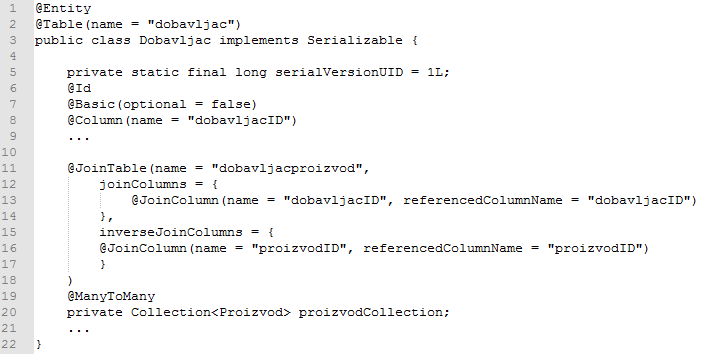 1 @Entity
2 @Table(name = "dobavljac")
3 public class Dobavljac implements Serializable {
4
5     private static final long serialVersionUID = 1L;
6     @Id
7     @Basic(optional = false)
8     @Column(name = "dobavljacID")
9     ...
10
11     @JoinTable(name = "dobavljacproizvod",
12         joinColumns = {
13             @JoinColumn(name = "dobavljacID", referencedColumnName = "dobavljacID")
14         },
15         inverseJoinColumns = {
16         @JoinColumn(name = "proizvodID", referencedColumnName = "proizvodID")
17         }
18     )
19     @ManyToMany
20     private Collection<Proizvod> proizvodCollection;
21     ...
22 }